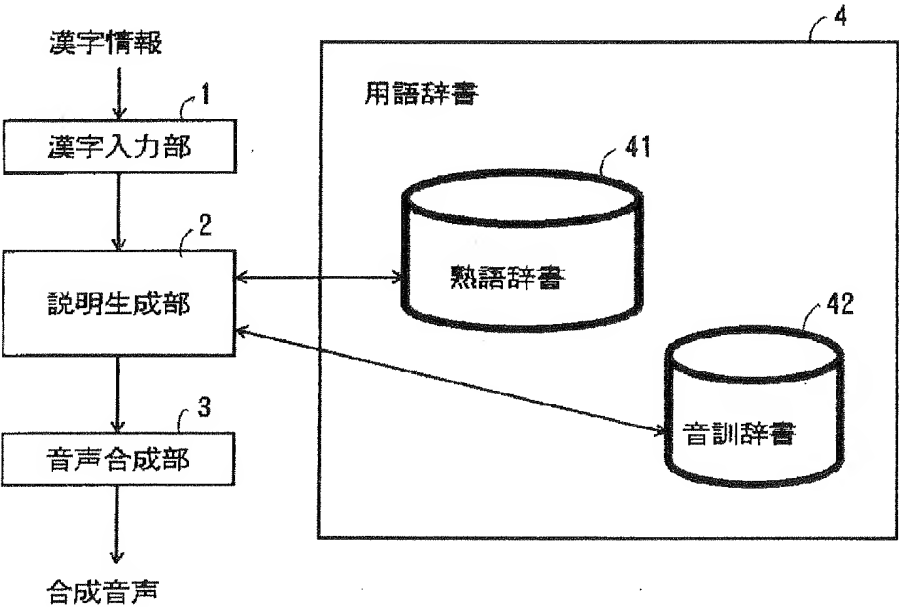 漢字情報
1
漢字入力部
2
説明生成部
3
音声合成部
合成音声
4
用語辞書
41
熟語辞書
42
音訓辞書